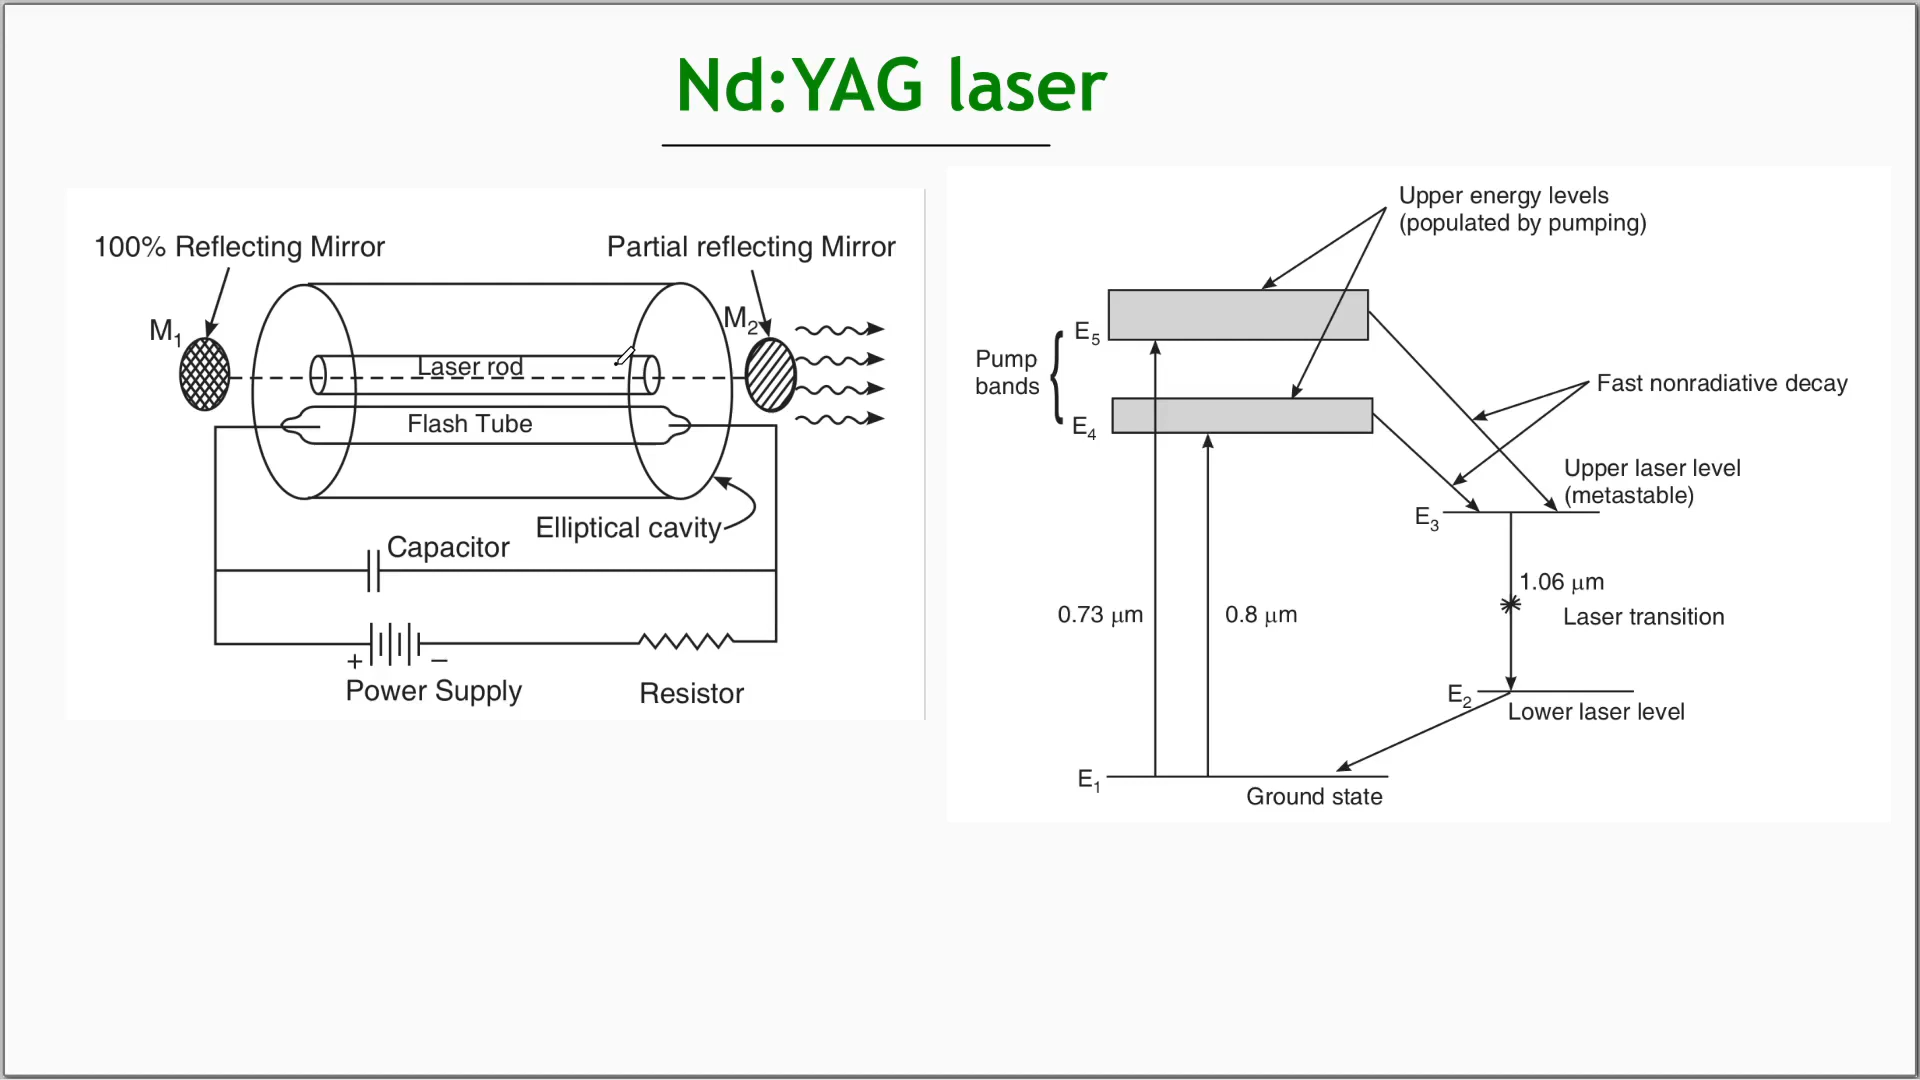 Nd:YAG laser
100% Reflecting Mirror
Partial reflecting Mirror
M1
M2
Laser rod
Flash Tube
Elliptical cavity
Capacitor
+
–
Power Supply
Resistor
Upper energy levels
(populated by pumping)
E5
Pump
bands
E4
Fast nonradiative decay
Upper laser level
(metastable)
E3
1.06 μm
0.73 μm
0.8 μm
Laser transition
E2
Lower laser level
E1
Ground state